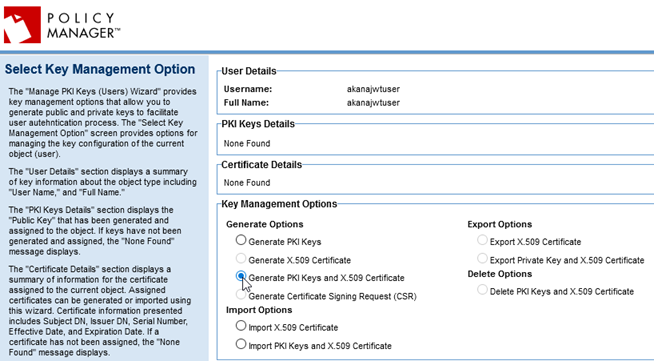 POLICY
MANAGER™
Select Key Management Option
The "Manage PKI Keys (Users) Wizard" provides
key management options that allow you to
generate public and private keys to facilitate
user autehntication process. The "Select Key
Management Option" screen provides options for
managing the key configuration of the current
object (user).
The "User Details" section displays a summary
of key information about the object type including
"User Name," and "Full Name."
The "PKI Keys Details" section displays the
"Public Key" that has been generated and
assigned to the object. If keys have not been
generated and assigned, the "None Found"
message displays.
The "Certificate Details" section displays a
summary of information for the certificate
assigned to the current object. Assigned
certificates can be generated or imported using
this wizard. Certificate information presented
includes Subject DN, Issuer DN, Serial Number,
Effective Date, and Expiration Date. If a
certificate has not been assigned, the "None
Found" message displays.
User Details
Username: akanajwtuser
Full Name: akanajwtuser
PKI Keys Details
None Found
Certificate Details
None Found
Key Management Options
Generate Options
Generate PKI Keys
Generate X.509 Certificate
Generate PKI Keys and X.509 Certificate
Generate Certificate Signing Request (CSR)
Import Options
Import X.509 Certificate
Import PKI Keys and X.509 Certificate
Export Options
Export X.509 Certificate
Export Private Key and X.509 Certificate
Delete Options
Delete PKI Keys and X.509 Certificate